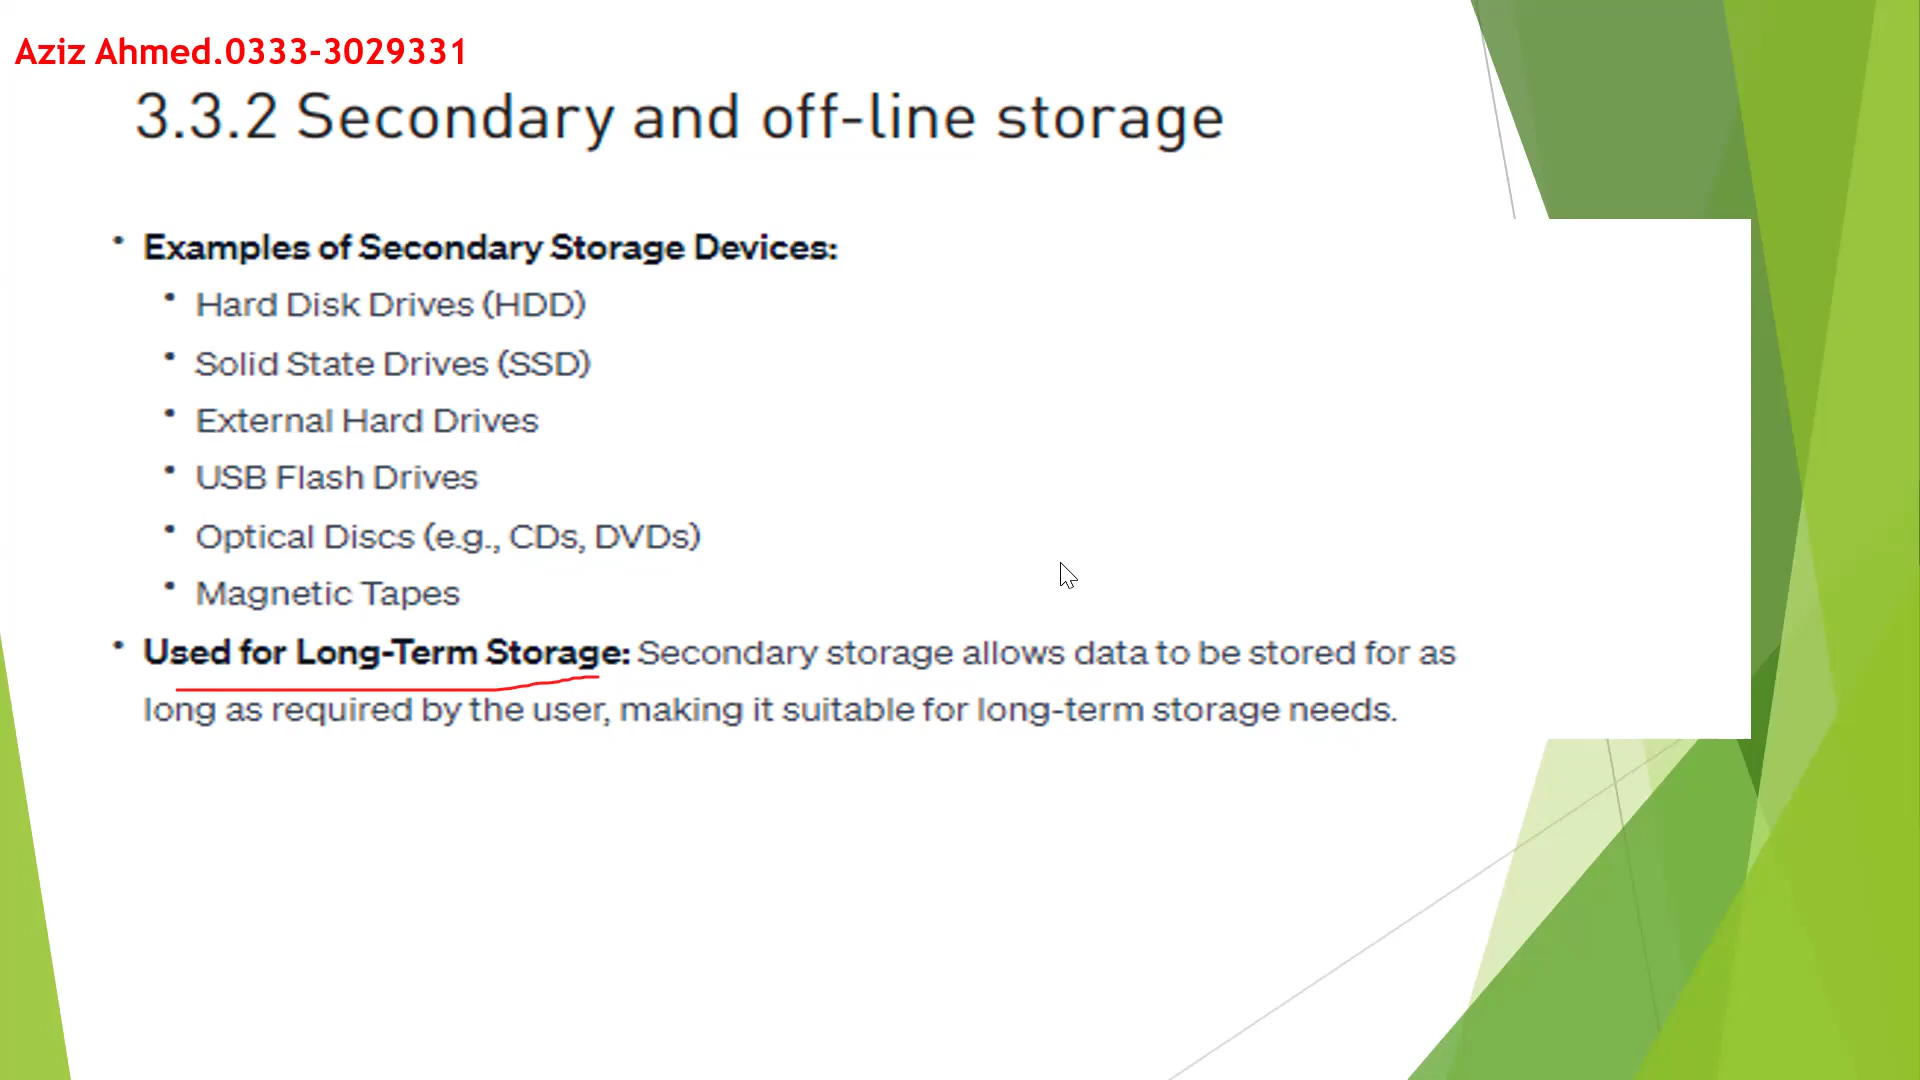 Aziz Ahmed.0333-3029331
3.3.2 Secondary and off-line storage
• Examples of Secondary Storage Devices:
• Hard Disk Drives (HDD)
• Solid State Drives (SSD)
• External Hard Drives
• USB Flash Drives
• Optical Discs (e.g., CDs, DVDs)
• Magnetic Tapes
• Used for Long-Term Storage: Secondary storage allows data to be stored for as
long as required by the user, making it suitable for long-term storage needs.